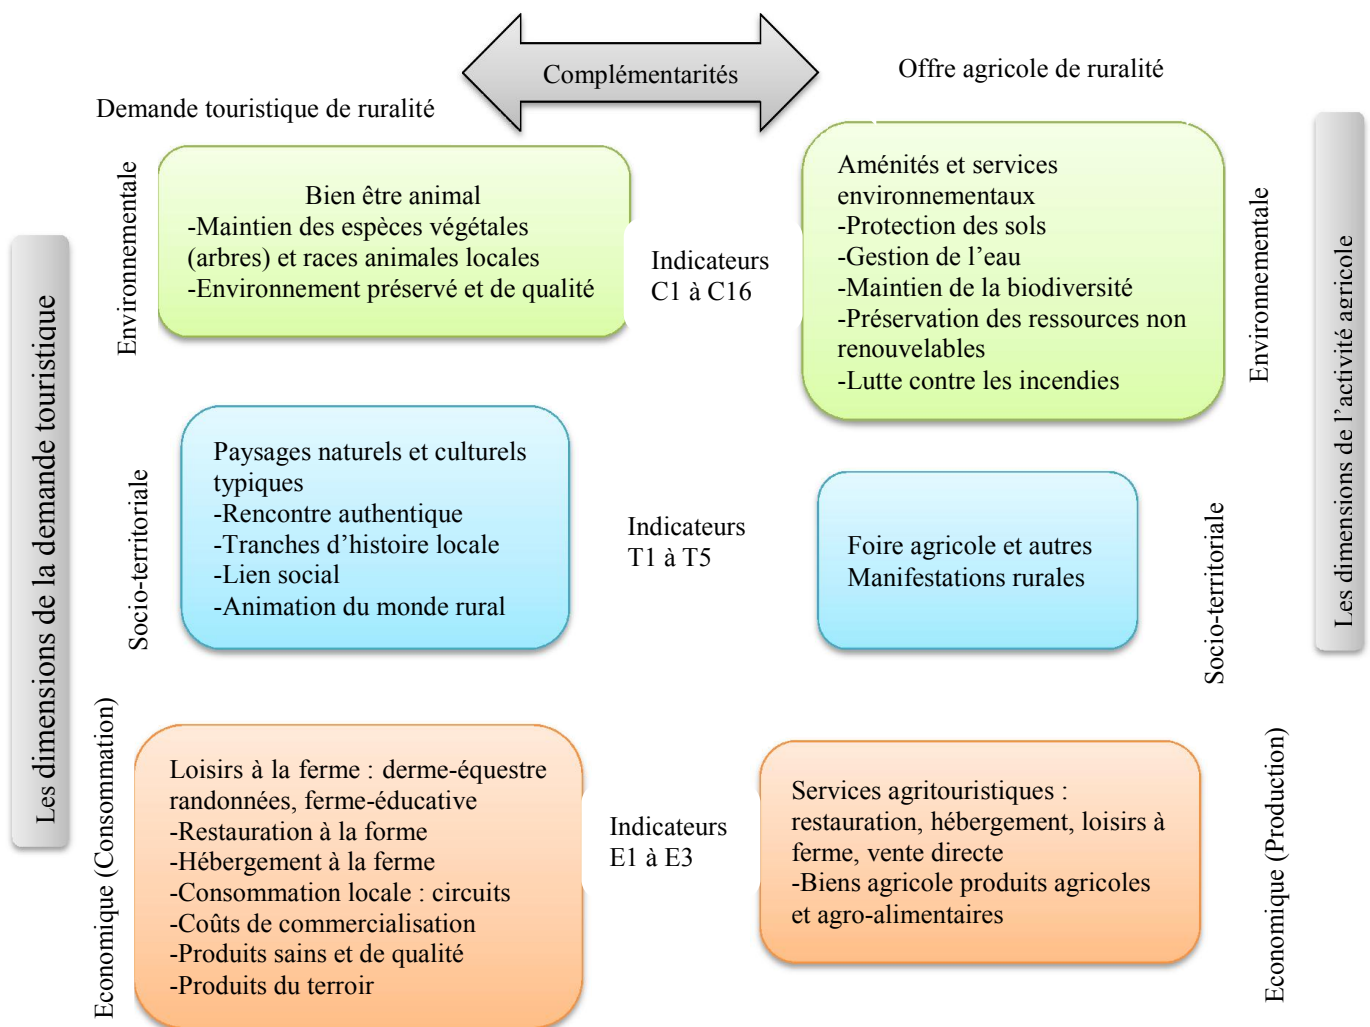 Complémentarités
Demande touristique de ruralité
Offre agricole de ruralité
Les dimensions de la demande touristique
Environnementale
Bien être animal
-Maintien des espèces végétales
(arbres) et races animales locales
-Environnement préservé et de qualité
Indicateurs
C1 à C16
Aménités et services
environnementaux
-Protection des sols
-Gestion de l’eau
-Maintien de la biodiversité
-Préservation des ressources non
renouvelables
-Lutte contre les incendies
Environnementale
Les dimensions de l’activité agricole
Socio-territoriale
Paysages naturels et culturels
typiques
-Rencontre authentique
-Tranches d’histoire locale
-Lien social
-Animation du monde rural
Indicateurs
T1 à T5
Foire agricole et autres
Manifestations rurales
Socio-territoriale
Economique (Consommation)
Loisirs à la ferme : derme-équestre
randonnées, ferme-éducative
-Restauration à la forme
-Hébergement à la ferme
-Consommation locale : circuits
-Coûts de commercialisation
-Produits sains et de qualité
-Produits du terroir
Indicateurs
E1 à E3
Services agritouristiques :
restauration, hébergement, loisirs à
ferme, vente directe
-Biens agricole produits agricoles
et agro-alimentaires
Economique (Production)